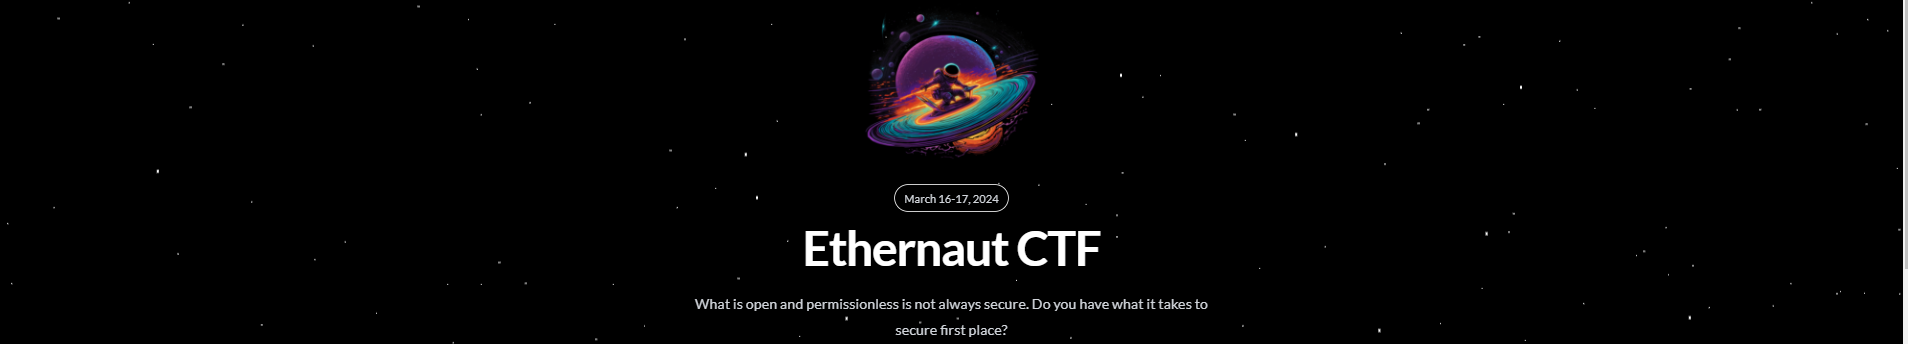 March 16-17, 2024
Ethernaut CTF
What is open and permissionless is not always secure. Do you have what it takes to
secure first place?